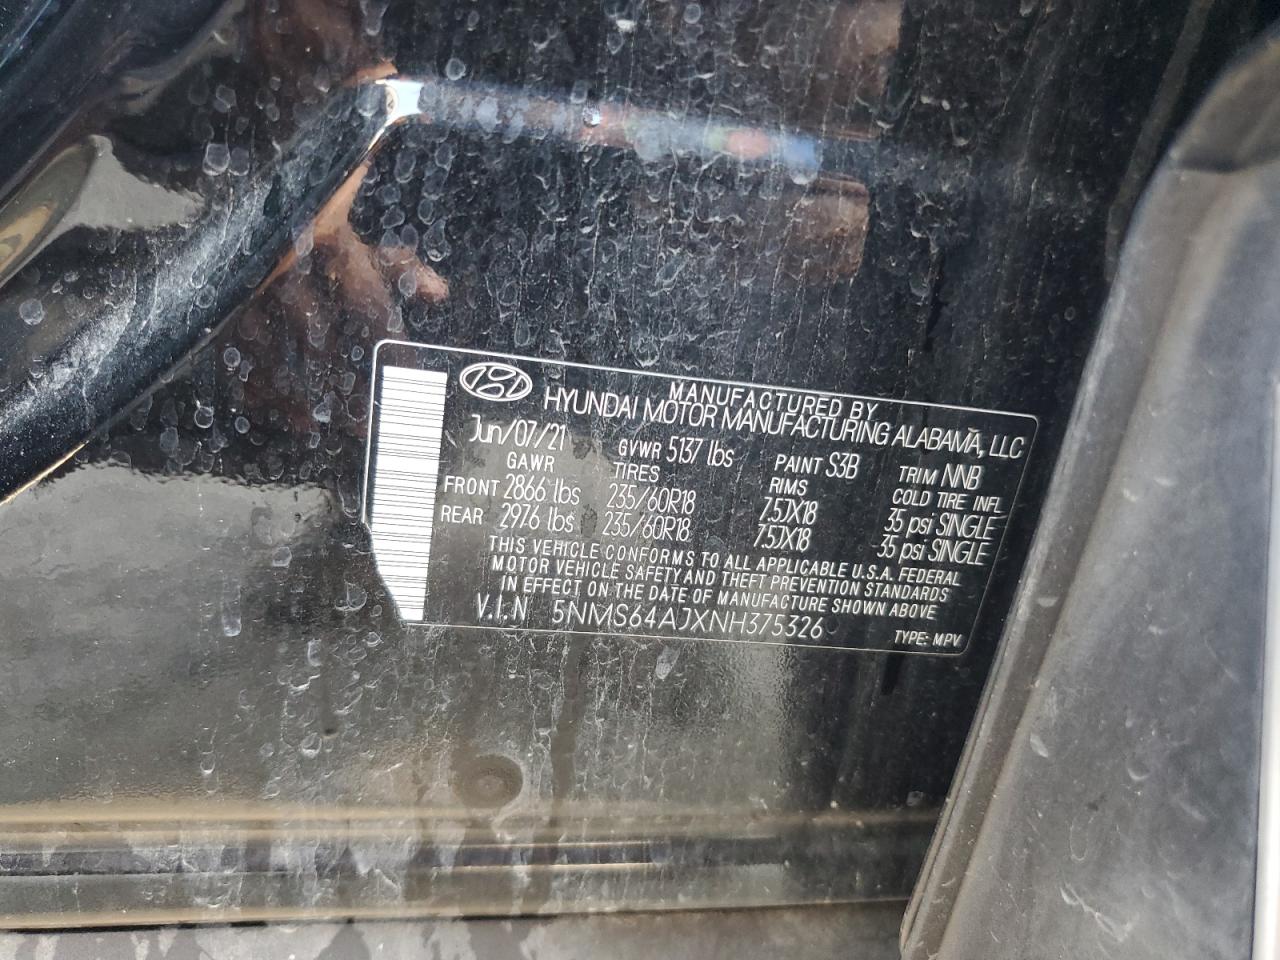 MANUFACTURED BY
HYUNDAI MOTOR MANUFACTURING ALABAMA, LLC
Jun/07/21 GVWR 5137 lbs PAINT S3B TRIM NNB
GAWR TIRES RIMS COLD TIRE INFL
FRONT 2866 lbs 235/60R18 7.5JX18 35 psi SINGLE
REAR 2976 lbs 235/60R18 7.5JX18 35 psi SINGLE
THIS VEHICLE CONFORMS TO ALL APPLICABLE U.S.A. FEDERAL
MOTOR VEHICLE SAFETY AND THEFT PREVENTION STANDARDS
IN EFFECT ON THE DATE OF MANUFACTURE SHOWN ABOVE
V.I.N 5NMS64AJXNH375326 TYPE: MPV